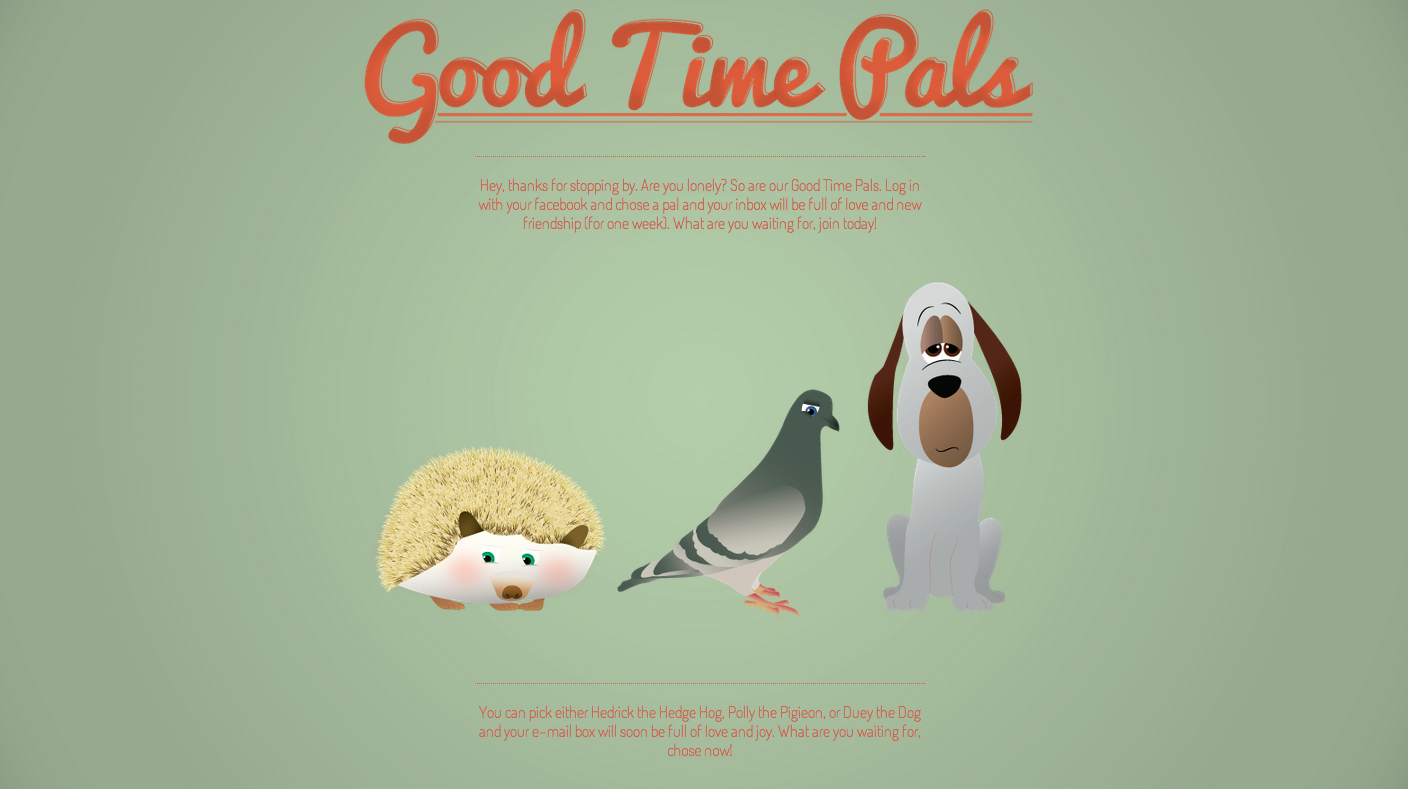 Good Time Pals
Hey, thanks for stopping by. Are you lonely? So are our Good Time Pals. Log in
with your facebook and chose a pal and your inbox will be full of love and new
friendship (for one week). What are you waiting for, join today!
You can pick either Hedrick the Hedge Hog, Polly the Pigieon, or Duey the Dog
and your e-mail box will soon be full of love and joy. What are you waiting for,
chose now!